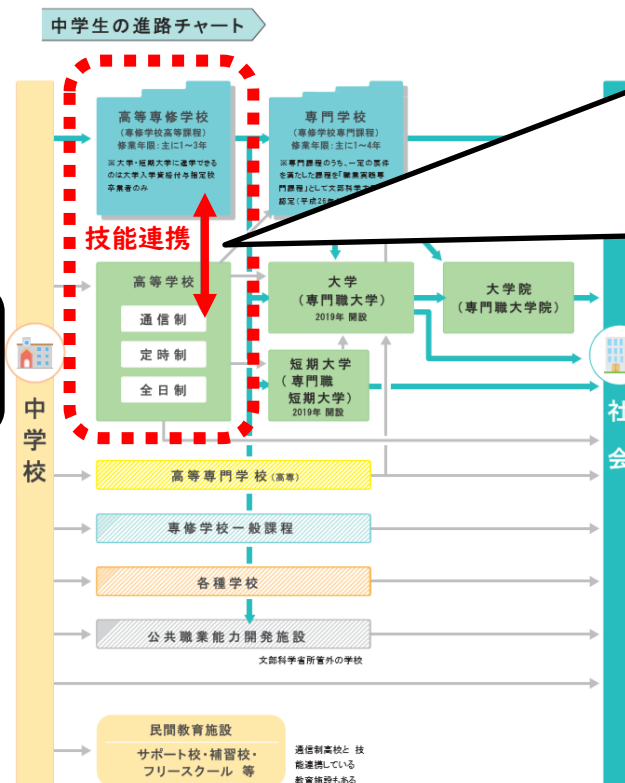 中学生の進路チャート
高等専修学校
(専修学校高等課程)
修業年限:主に1~3年
※大学・短期大学に進学できる
のは大学入学資格付与指定校
卒業者のみ
専門学校
(専修学校専門課程)
修業年限:主に1~4年
※専門課程のうち、一定の要件
を満たした課程を「職業実践専
門課程」として文部科学大
認定(平成26年
技能連携
高等学校
通信制
定時制
全日制
大学
(専門職大学)
2019年 開設
大学院
(専門職大学院)
短期大学
(専門職
短期大学)
2019年 開設
中学校
社会
高等専門学校(高専)
専修学校一般課程
各種学校
公共職業能力開発施設
文部科学省所管外の学校
民間教育施設
サポート校・補習校・
フリースクール 等
通信制高校と 技
能連携している
教育施設もある